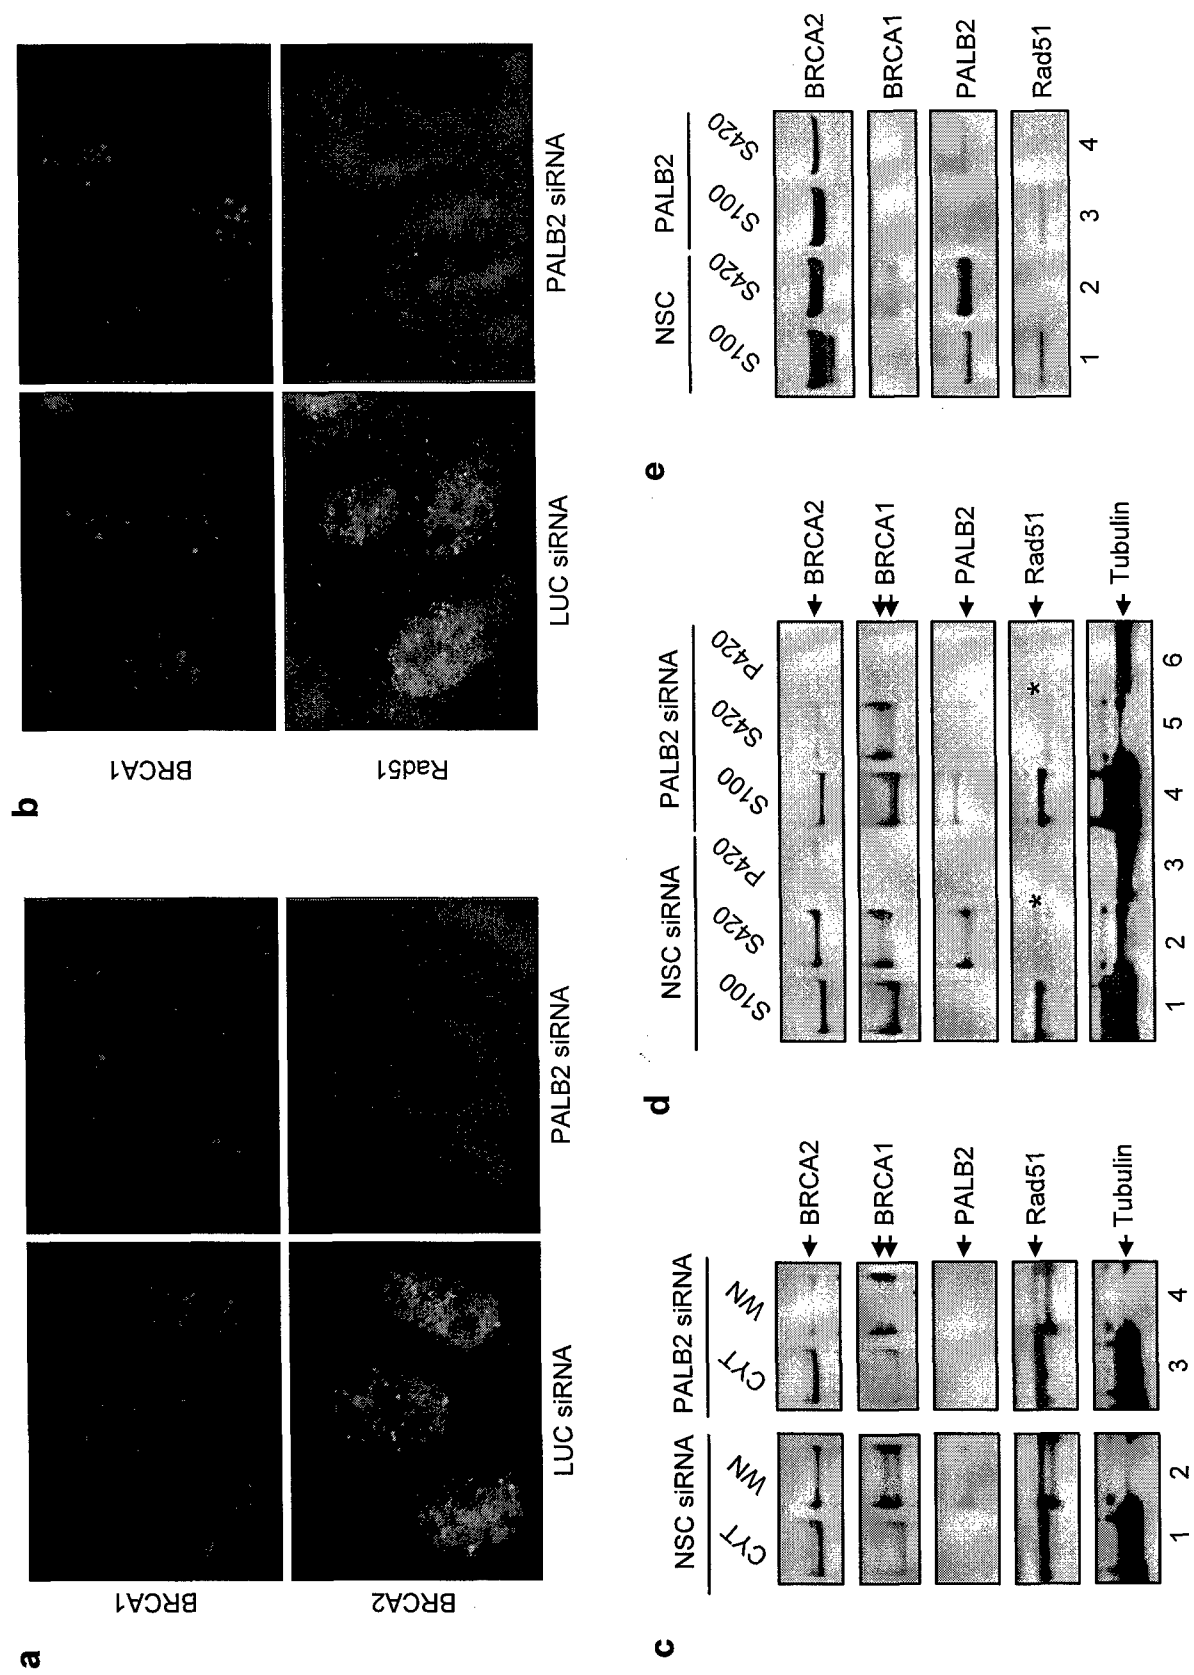 a
BRCA1
BRCA2
LUC siRNA
PALB2 siRNA
b
BRCA1
Rad51
LUC siRNA
PALB2 siRNA
c
NSC siRNA
PALB2 siRNA
CYT
WN
CYT
WN
BRCA2
BRCA1
PALB2
Rad51
Tubulin
1
2
3
4
d
NSC siRNA
PALB2 siRNA
S100
S420
P420
S100
S420
P420
BRCA2
BRCA1
PALB2
*
*
Rad51
Tubulin
1
2
3
4
5
6
e
NSC
PALB2
S100
S420
S100
S420
BRCA2
BRCA1
PALB2
Rad51
1
2
3
4